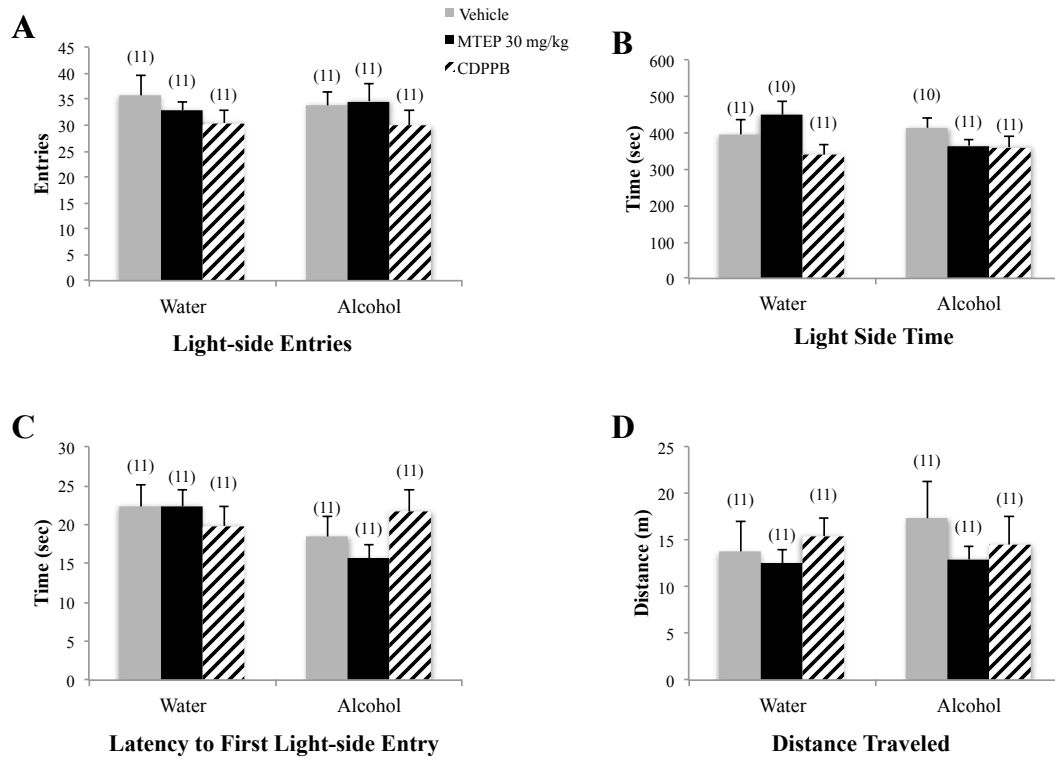 Vehicle
MTEP 30 mg/kg
CDPPB
A
45
40
35
30
25
20
15
10
5
0
Entries
(11)
(11)
(11)
(11)
(11)
(11)
Water
Alcohol
Light-side Entries
B
600
500
400
300
200
100
0
Time (sec)
(11)
(10)
(11)
(10)
(11)
(11)
Water
Alcohol
Light Side Time
C
30
25
20
15
10
5
0
Time (sec)
(11)
(11)
(11)
(11)
(11)
(11)
Water
Alcohol
Latency to First Light-side Entry
D
25
20
15
10
5
0
Distance (m)
(11)
(11)
(11)
(11)
(11)
(11)
Water
Alcohol
Distance Traveled